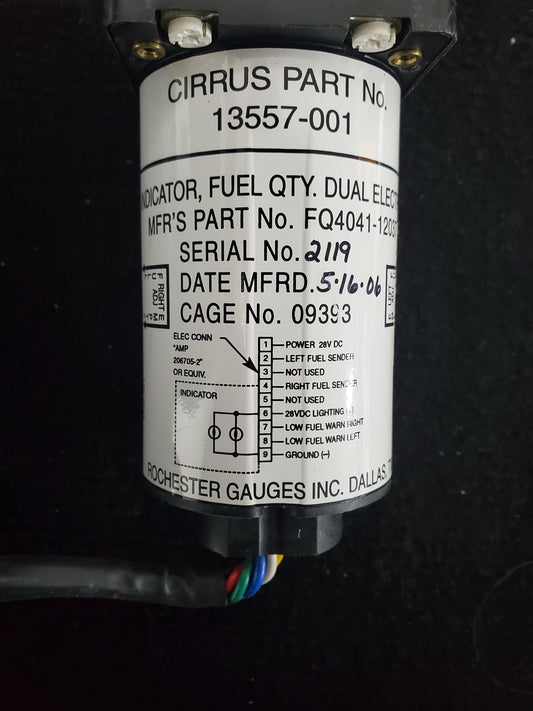 CIRRUS PART No.
13557-001
INDICATOR, FUEL QTY. DUAL
MFR'S PART No.
SERIAL No. 2119
DATE MFRD. 5·16·06
CAGE No. 09393
ELEC CONN
"AMP
206705-2"
OR EQUIV.
INDICATOR
1 POWER 28V DC
2 LEFT FUEL SENDER
3 NOT USED
4 RIGHT FUEL SENDER
5 NOT USED
6 28VDC LIGHTING (+)
7 LOW FUEL WARN RIGHT
8 LOW FUEL WARN LEFT
9 GROUND (–)
ROCHESTER GAUGES INC. DALLAS,
RIGHT
ADJ